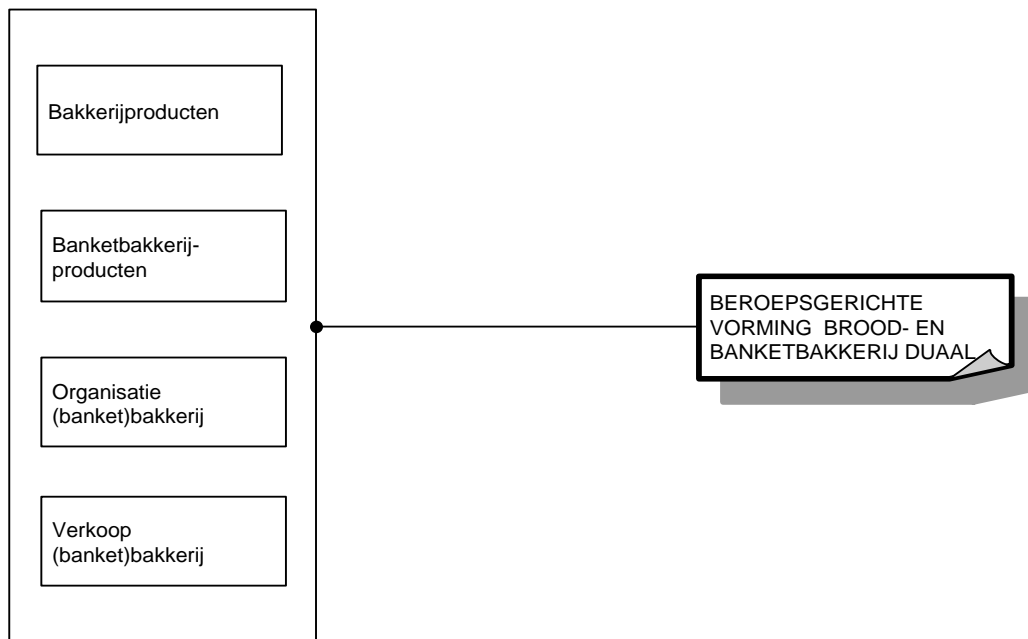 Bakkerijproducten
Banketbakkerij-
producten
Organisatie
(banket)bakkerij
Verkoop
(banket)bakkerij
BEROEPSGERICHTE
VORMING  BROOD- EN
BANKETBAKKERIJ DUAAL